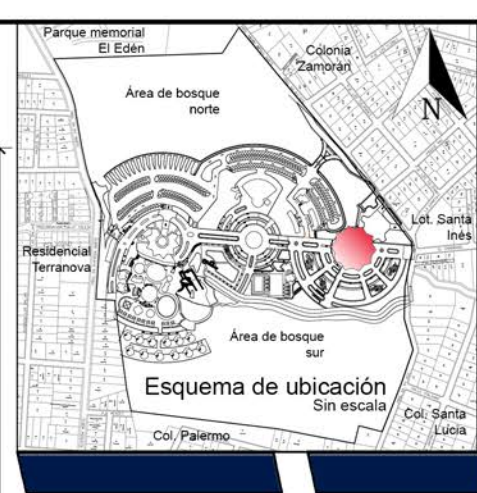 Parque memorial
El Edén
Colonia
Zamorán
Área de bosque
norte
N
Lot. Santa
Inés
Residencial
Terranova
Área de bosque
sur
Esquema de ubicación
Sin escala
Col. Santa
Lucia
Col. Palermo